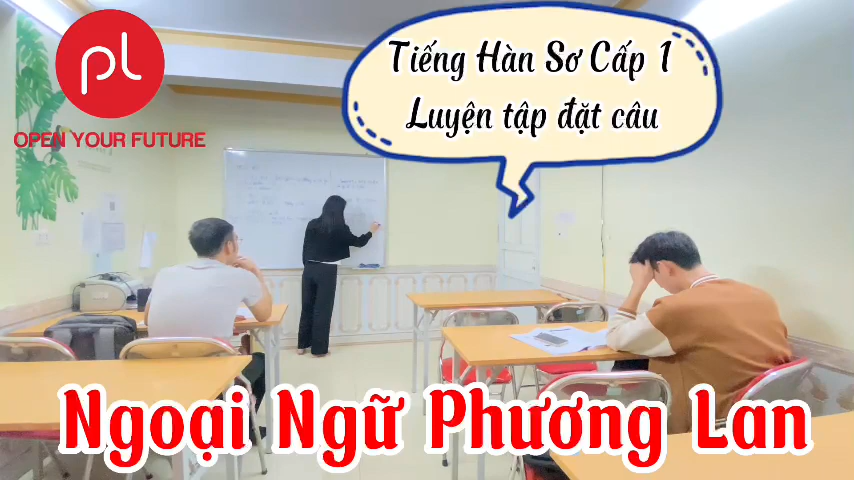 pl
OPEN YOUR FUTURE
Tiếng Hàn Sơ Cấp 1
Luyện tập đặt câu
Ngoại Ngữ Phương Lan